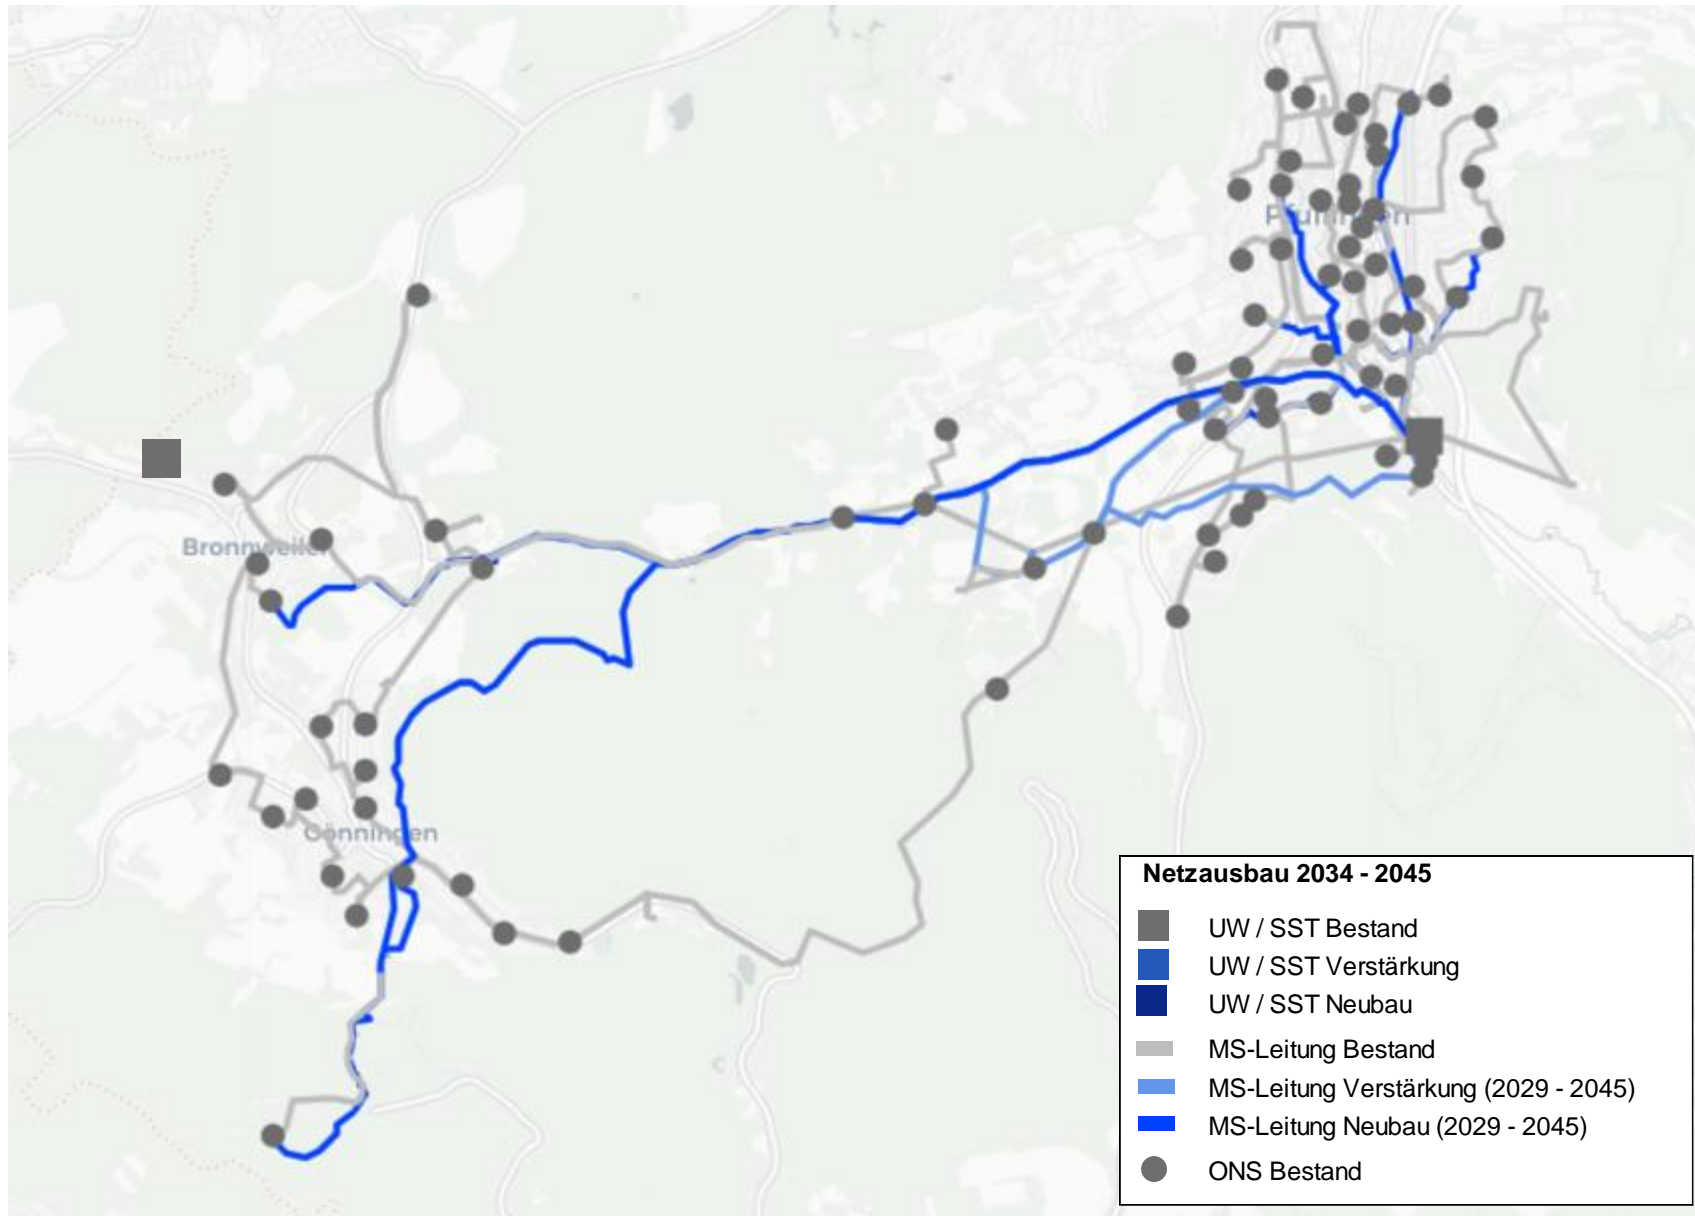 Pfullingen
Bronnweiler
Gönningen
Netzausbau 2034 - 2045
UW / SST Bestand
UW / SST Verstärkung
UW / SST Neubau
MS-Leitung Bestand
MS-Leitung Verstärkung (2029 - 2045)
MS-Leitung Neubau (2029 - 2045)
ONS Bestand